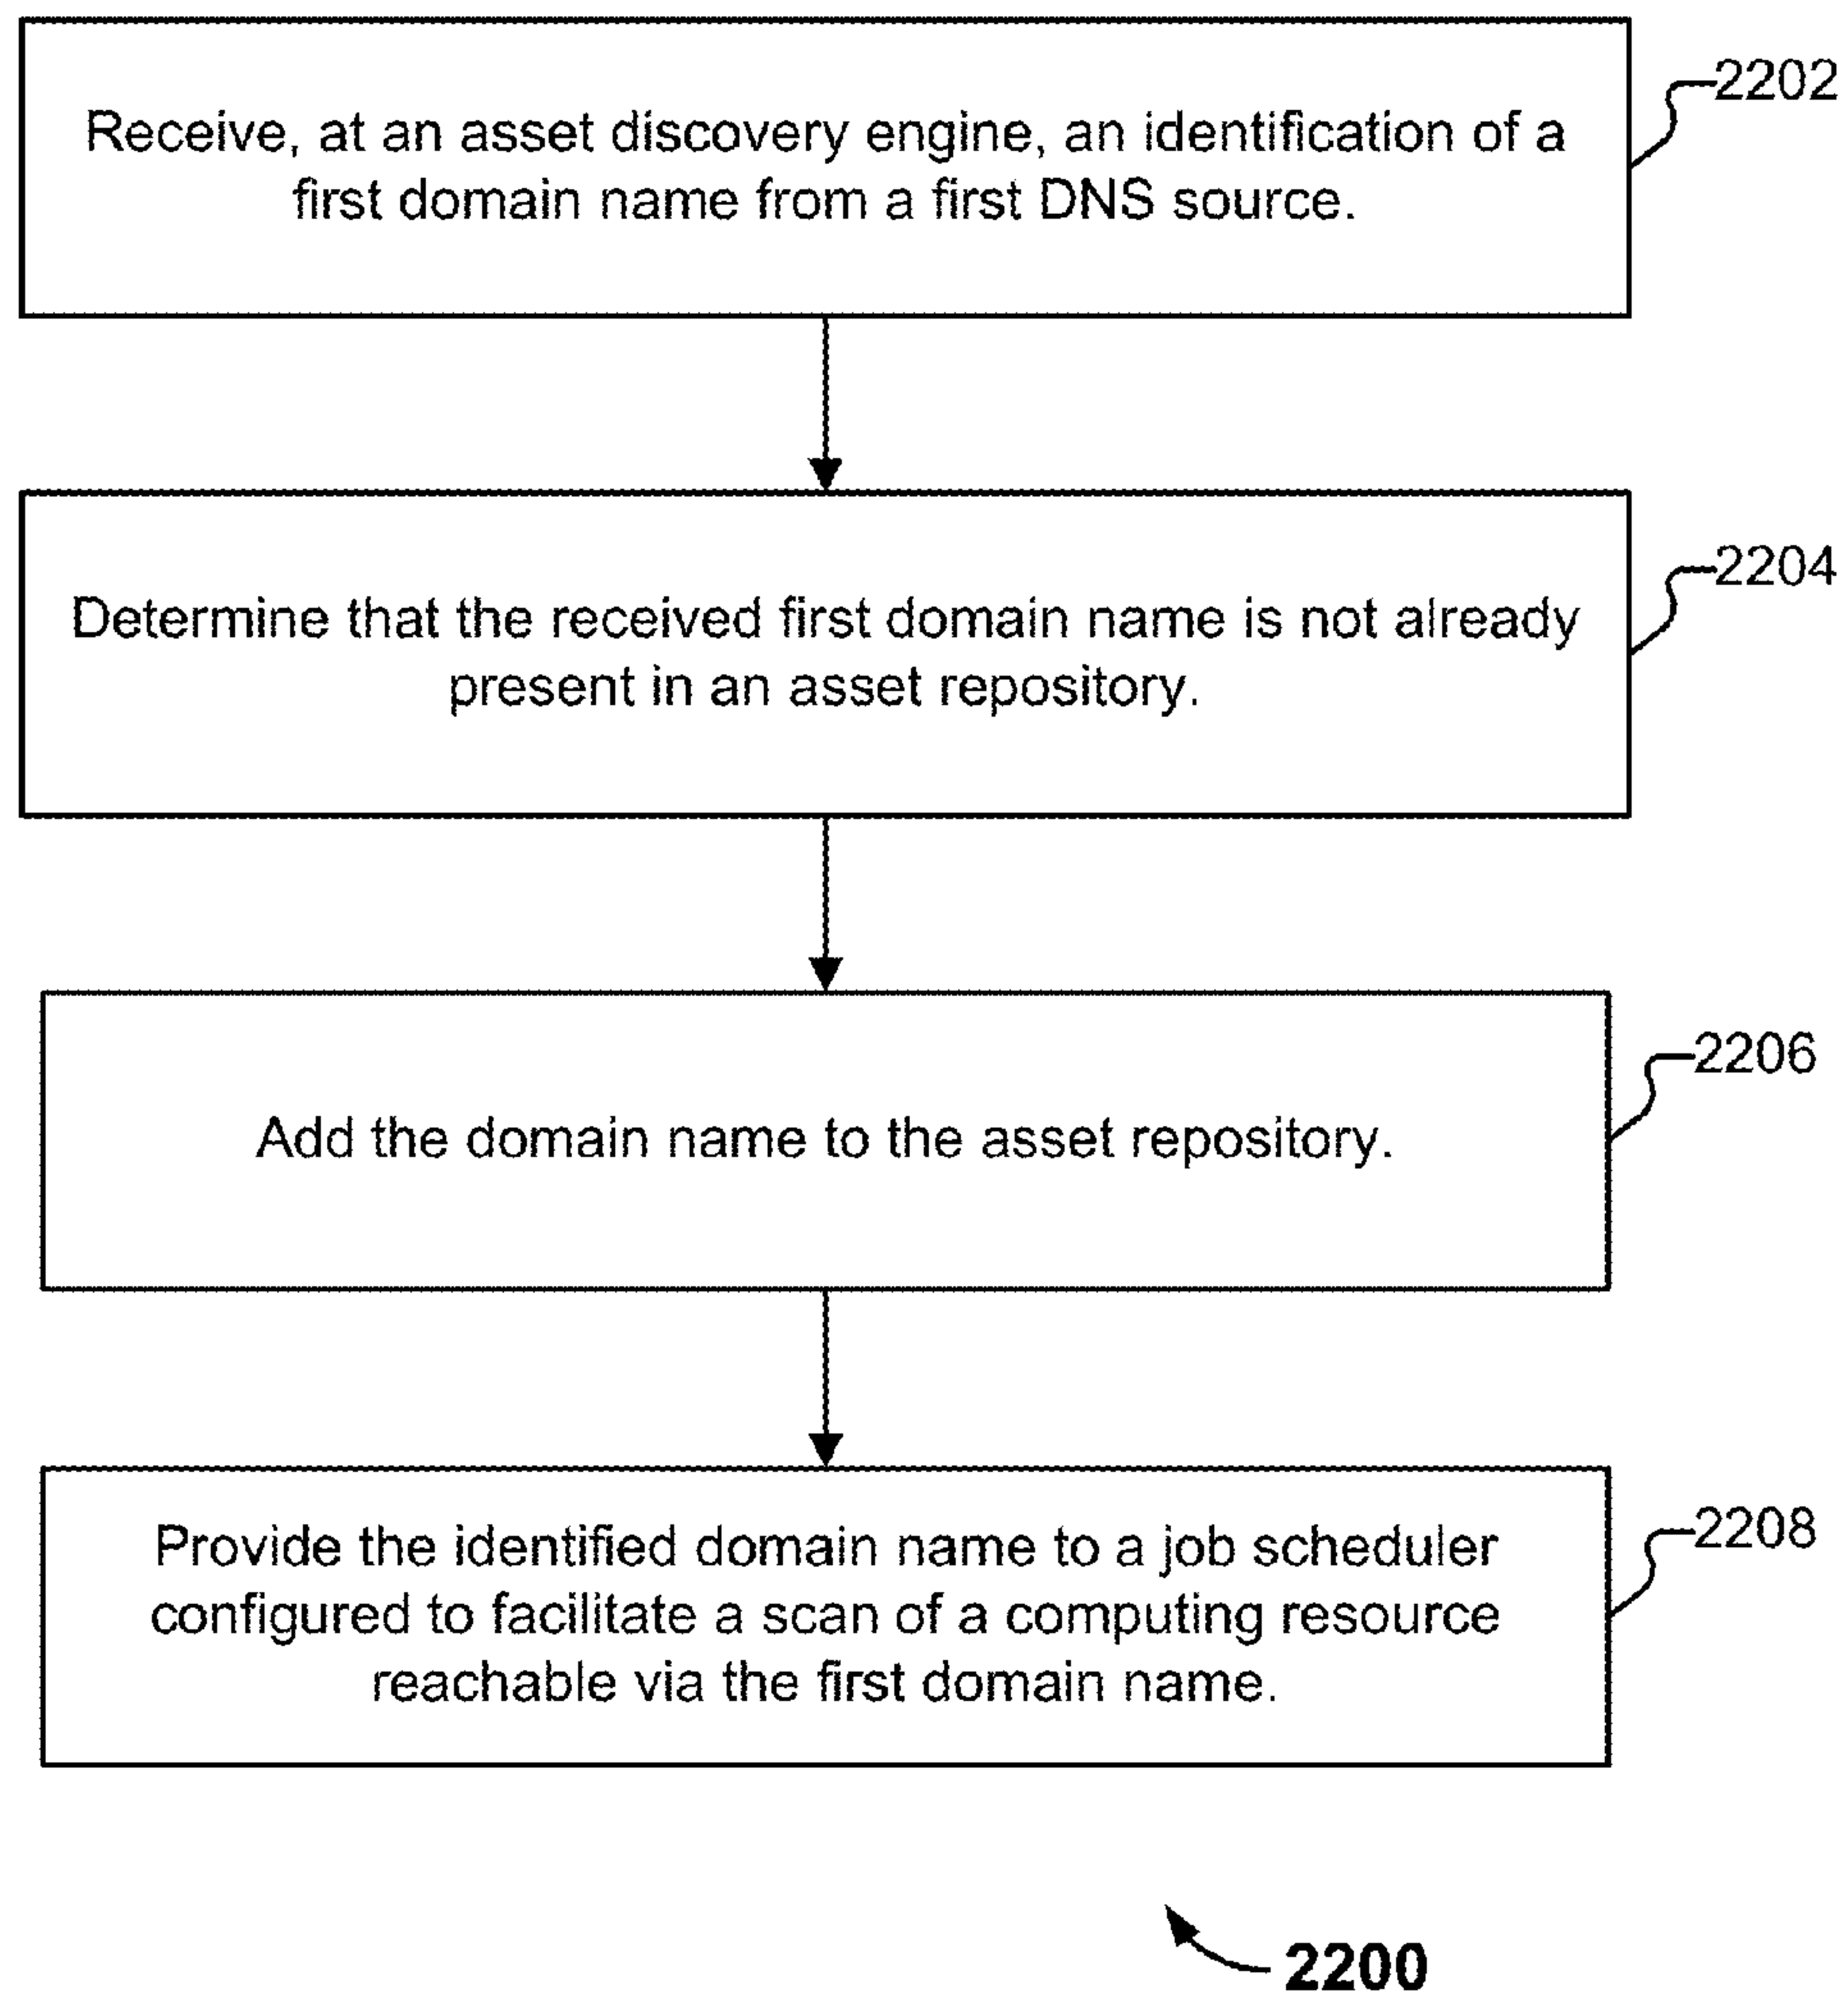 Receive, at an asset discovery engine, an identification of a
first domain name from a first DNS source.
2202
Determine that the received first domain name is not already
present in an asset repository.
2204
Add the domain name to the asset repository.
2206
Provide the identified domain name to a job scheduler
configured to facilitate a scan of a computing resource
reachable via the first domain name.
2208
2200